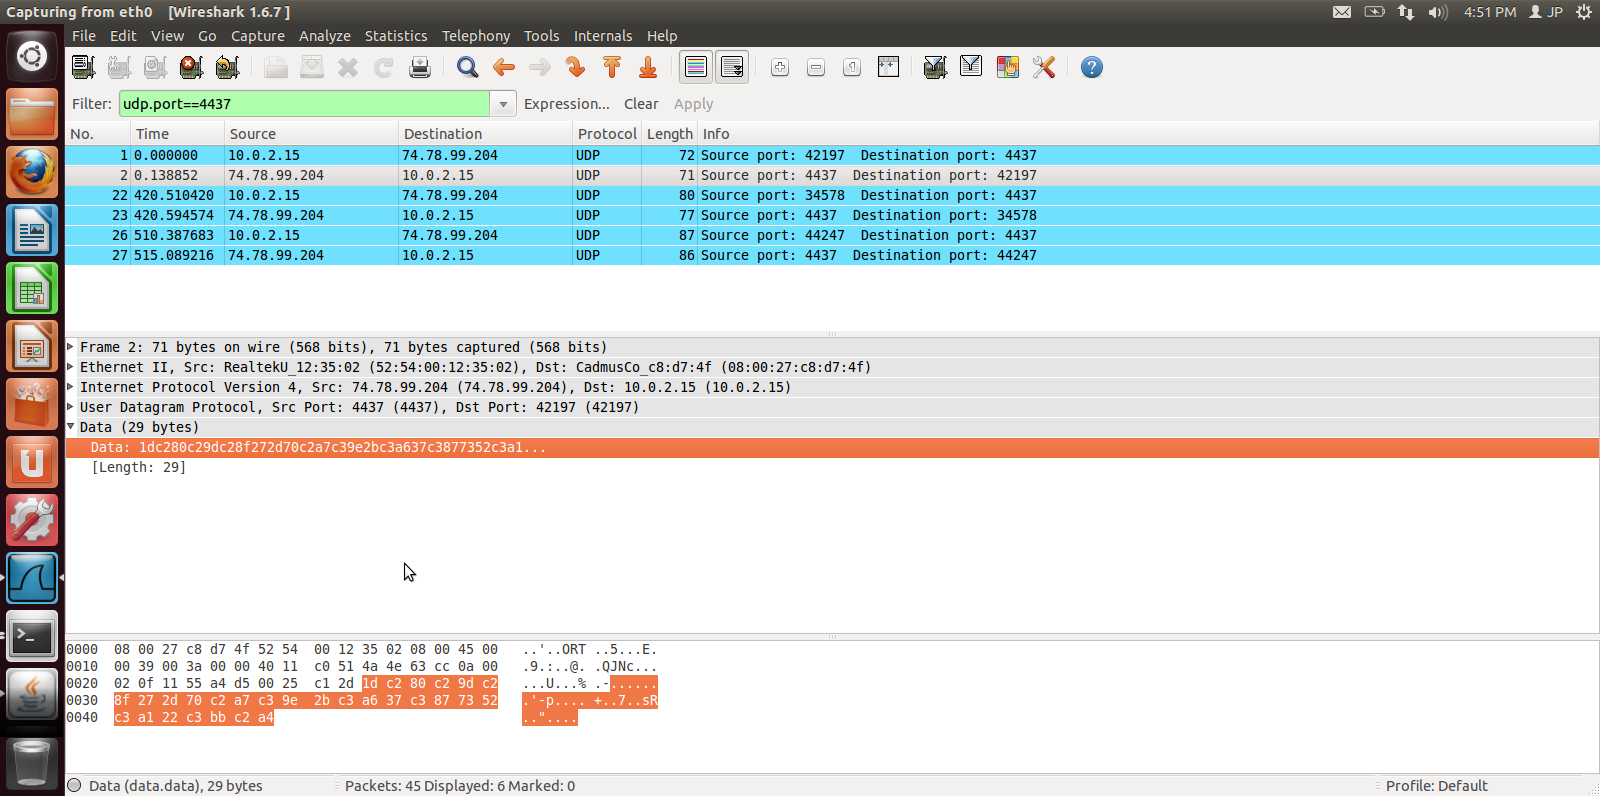 Capturing from eth0   [Wireshark 1.6.7 ]
4:51 PM JP
File Edit View Go Capture Analyze Statistics Telephony Tools Internals Help
Filter: udp.port==4437 Expression... Clear Apply
No. Time Source Destination Protocol Length Info
1 0.000000 10.0.2.15 74.78.99.204 UDP 72 Source port: 42197  Destination port: 4437
2 0.138852 74.78.99.204 10.0.2.15 UDP 71 Source port: 4437  Destination port: 42197
22 420.510420 10.0.2.15 74.78.99.204 UDP 80 Source port: 34578  Destination port: 4437
23 420.594574 74.78.99.204 10.0.2.15 UDP 77 Source port: 4437  Destination port: 34578
26 510.387683 10.0.2.15 74.78.99.204 UDP 87 Source port: 44247  Destination port: 4437
27 515.089216 74.78.99.204 10.0.2.15 UDP 86 Source port: 4437  Destination port: 44247
Frame 2: 71 bytes on wire (568 bits), 71 bytes captured (568 bits)
Ethernet II, Src: RealtekU_12:35:02 (52:54:00:12:35:02), Dst: CadmusCo_c8:d7:4f (08:00:27:c8:d7:4f)
Internet Protocol Version 4, Src: 74.78.99.204 (74.78.99.204), Dst: 10.0.2.15 (10.0.2.15)
User Datagram Protocol, Src Port: 4437 (4437), Dst Port: 42197 (42197)
Data (29 bytes)
Data: 1dc280c29dc28f272d70c2a7c39e2bc3a637c3877352c3a1...
[Length: 29]
0000  08 00 27 c8 d7 4f 52 54  00 12 35 02 08 00 45 00   ..'..ORT ..5...E.
0010  00 39 00 3a 00 00 40 11  c0 51 4a 4e 63 cc 0a 00   .9.:..@. .QJNc...
0020  02 0f 11 55 a4 d5 00 25  c1 2d 1d c2 80 c2 9d c2   ...U...% .-......
0030  8f 27 2d 70 c2 a7 c3 9e  2b c3 a6 37 c3 87 73 52   .'-p.... +..7..sR
0040  c3 a1 22 c3 bb c2 a4   .."....
Data (data.data), 29 bytes Packets: 45 Displayed: 6 Marked: 0 Profile: Default